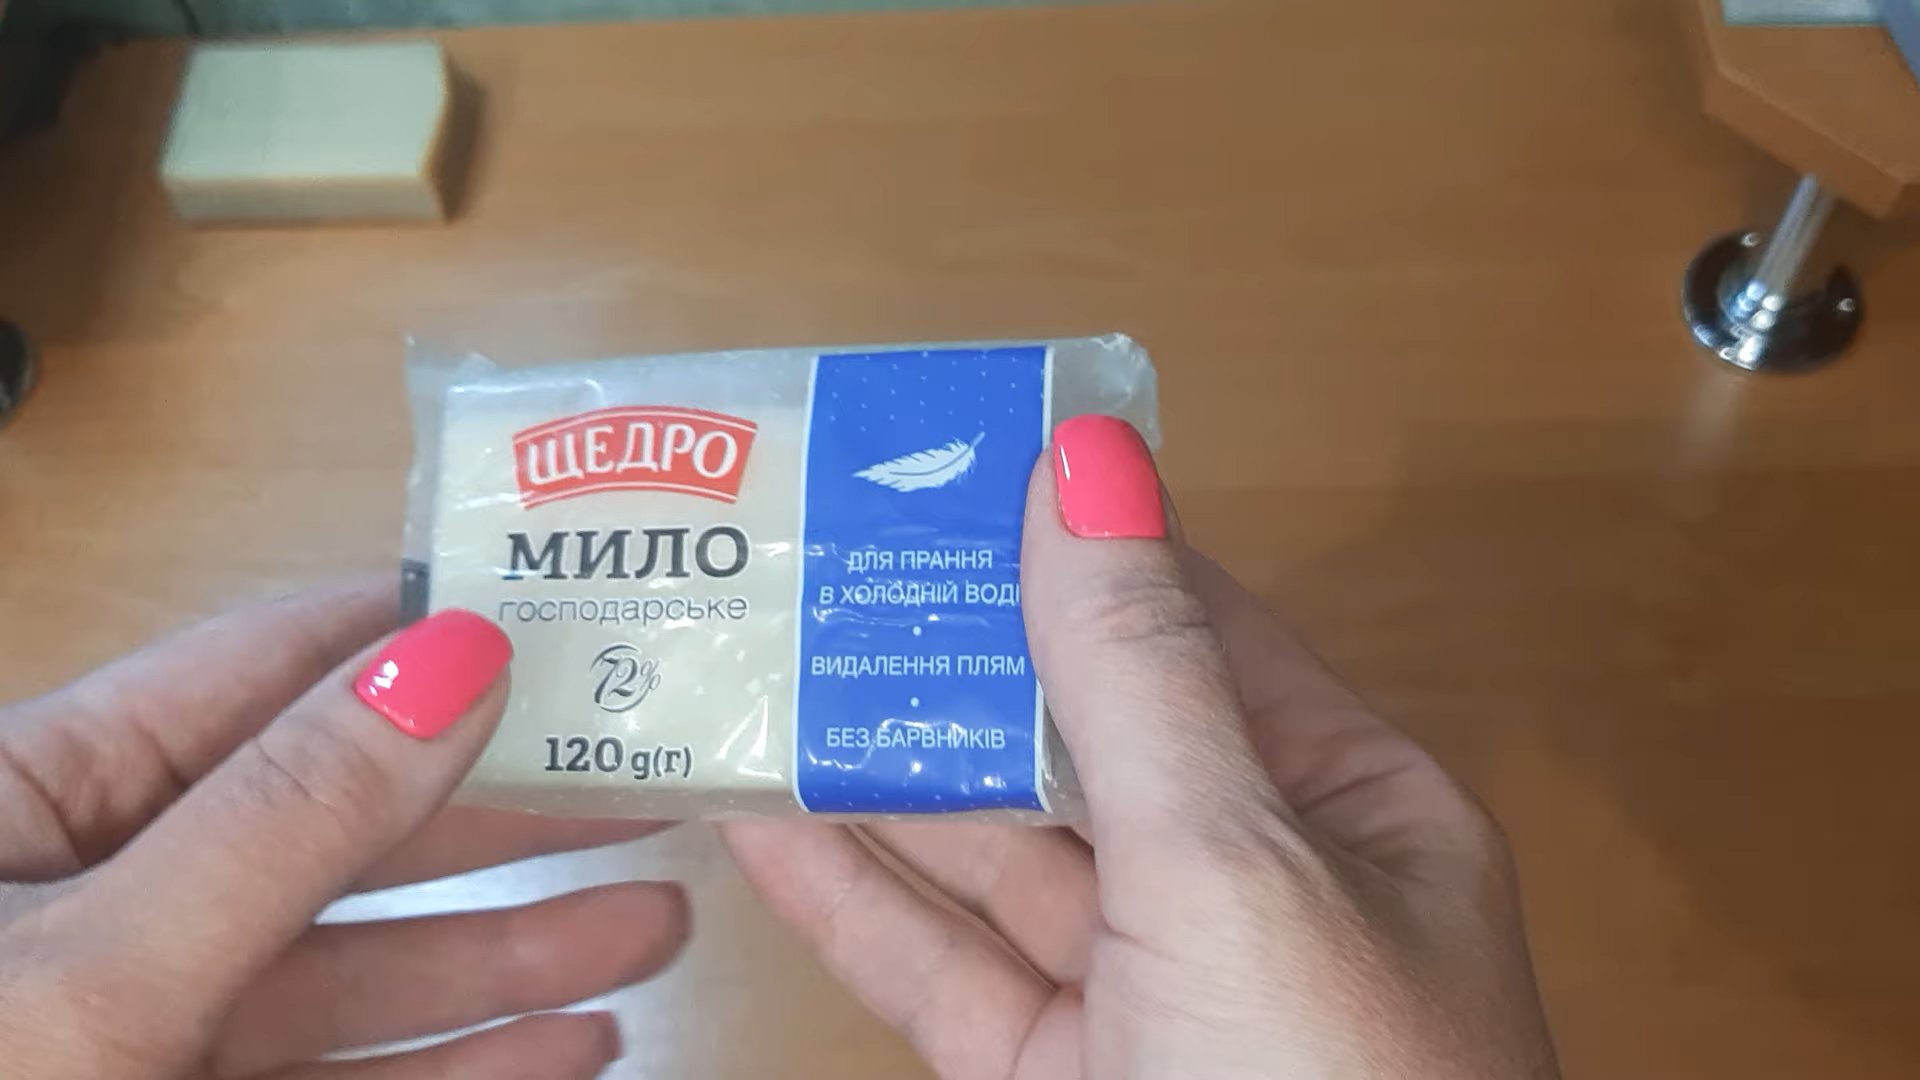 ЩЕДРО
МИЛО
господарське
72%
120 g(г)
ДЛЯ ПРАННЯ
В ХОЛОДНІЙ ВОДІ
ВИДАЛЕННЯ ПЛЯМ
БЕЗ БАРВНИКІВ